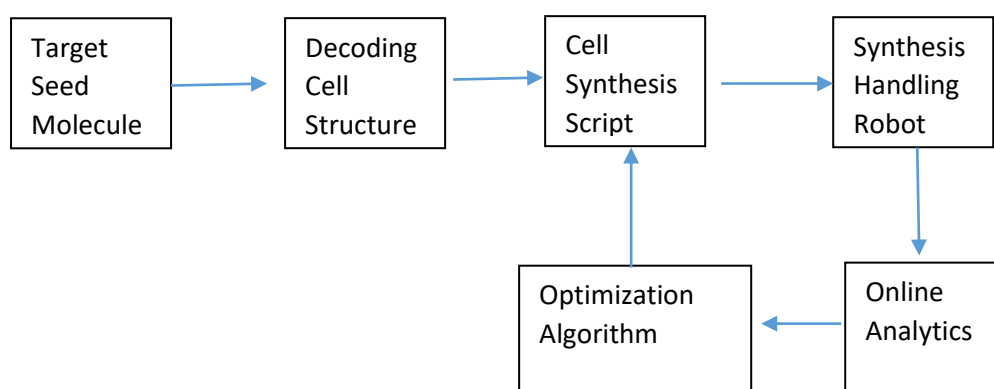 Target
Seed
Molecule
Decoding
Cell
Structure
Cell
Synthesis
Script
Synthesis
Handling
Robot
Optimization
Algorithm
Online
Analytics